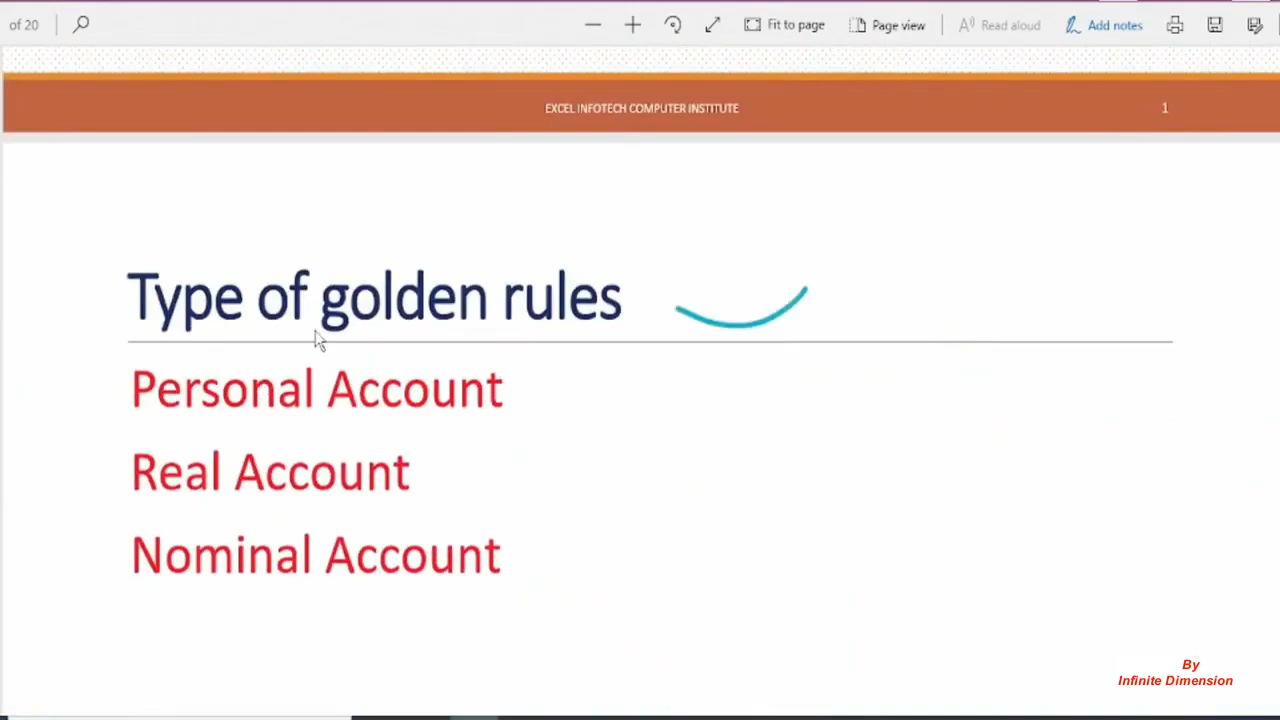 of 20 Fit to page Page view Read aloud Add notes
EXCEL INFOTECH COMPUTER INSTITUTE 1
Type of golden rules
Personal Account
Real Account
Nominal Account
By
Infinite Dimension